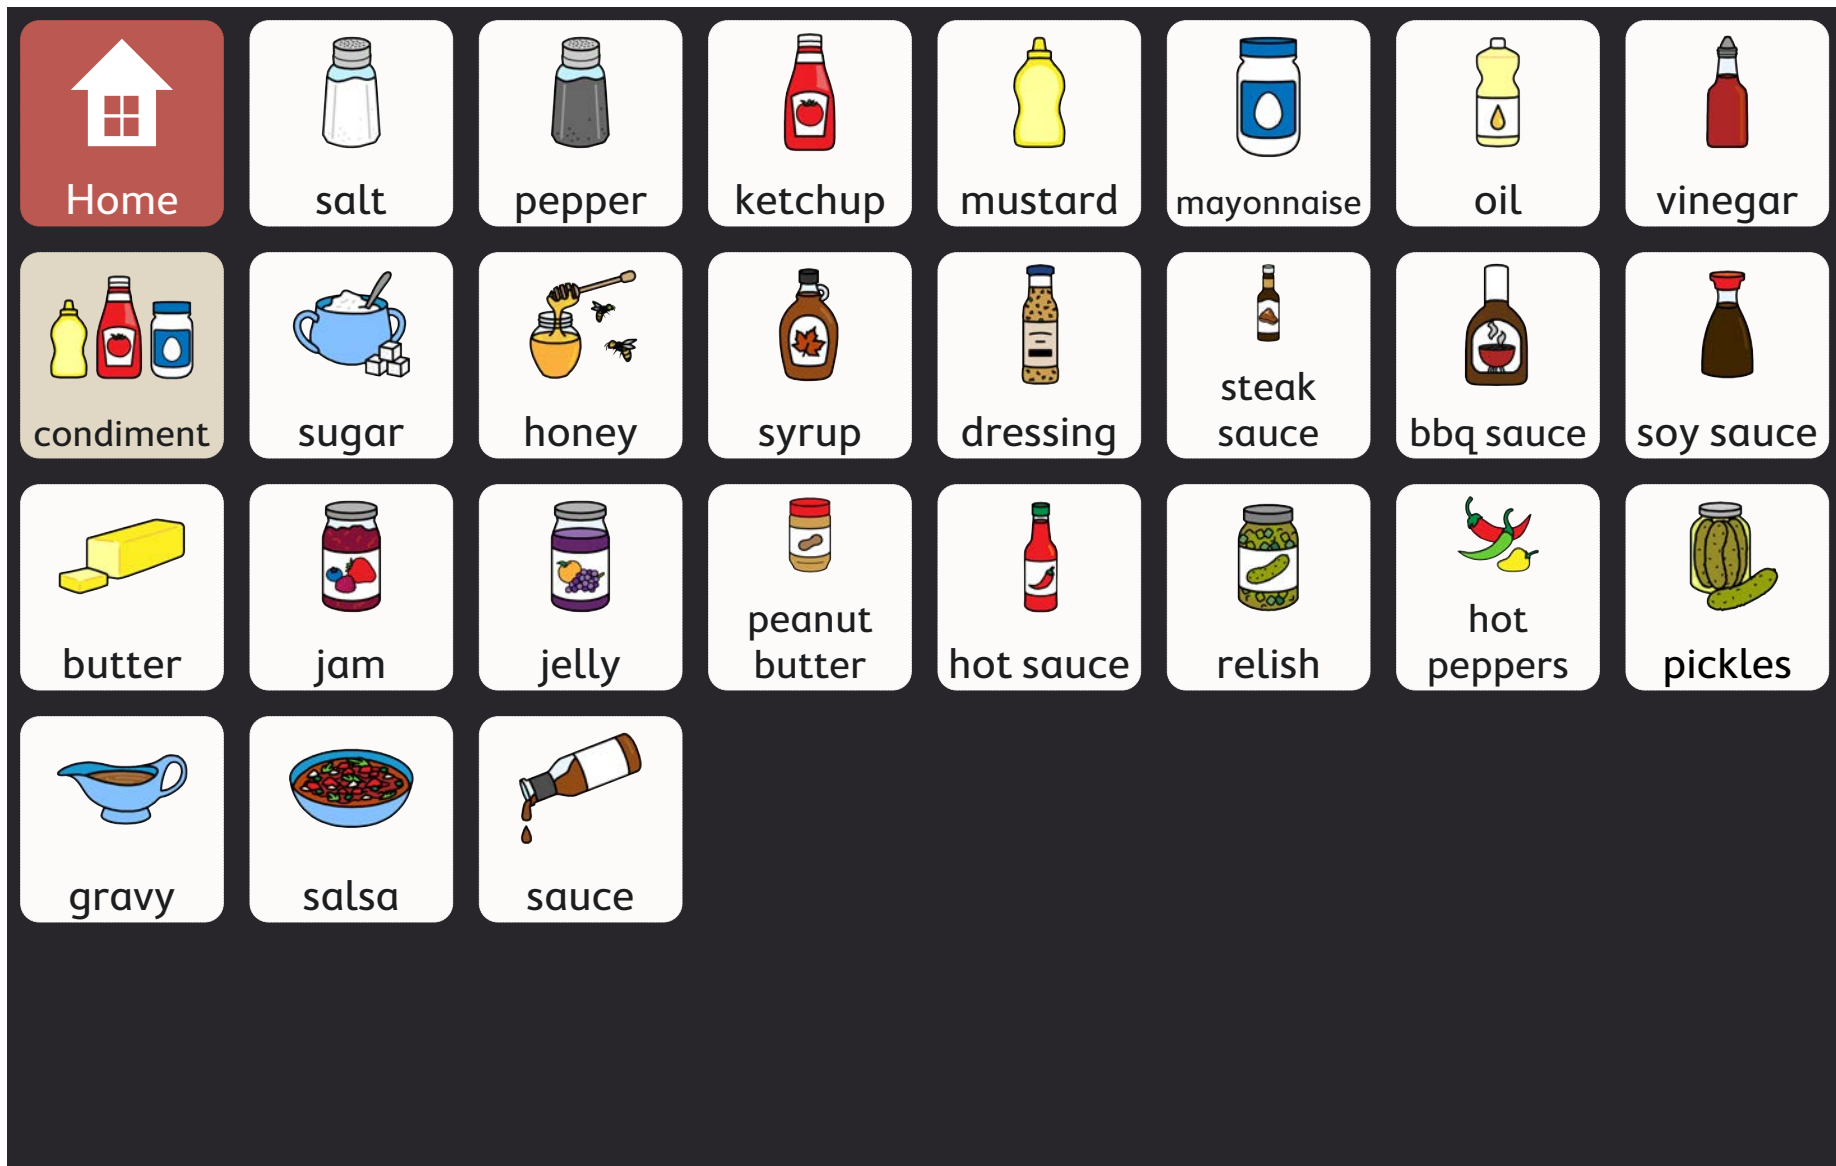 Home
salt
pepper
ketchup
mustard
mayonnaise
oil
vinegar
condiment
sugar
honey
syrup
dressing
steak
sauce
bbq sauce
soy sauce
butter
jam
jelly
peanut
butter
hot sauce
relish
hot
peppers
pickles
gravy
salsa
sauce